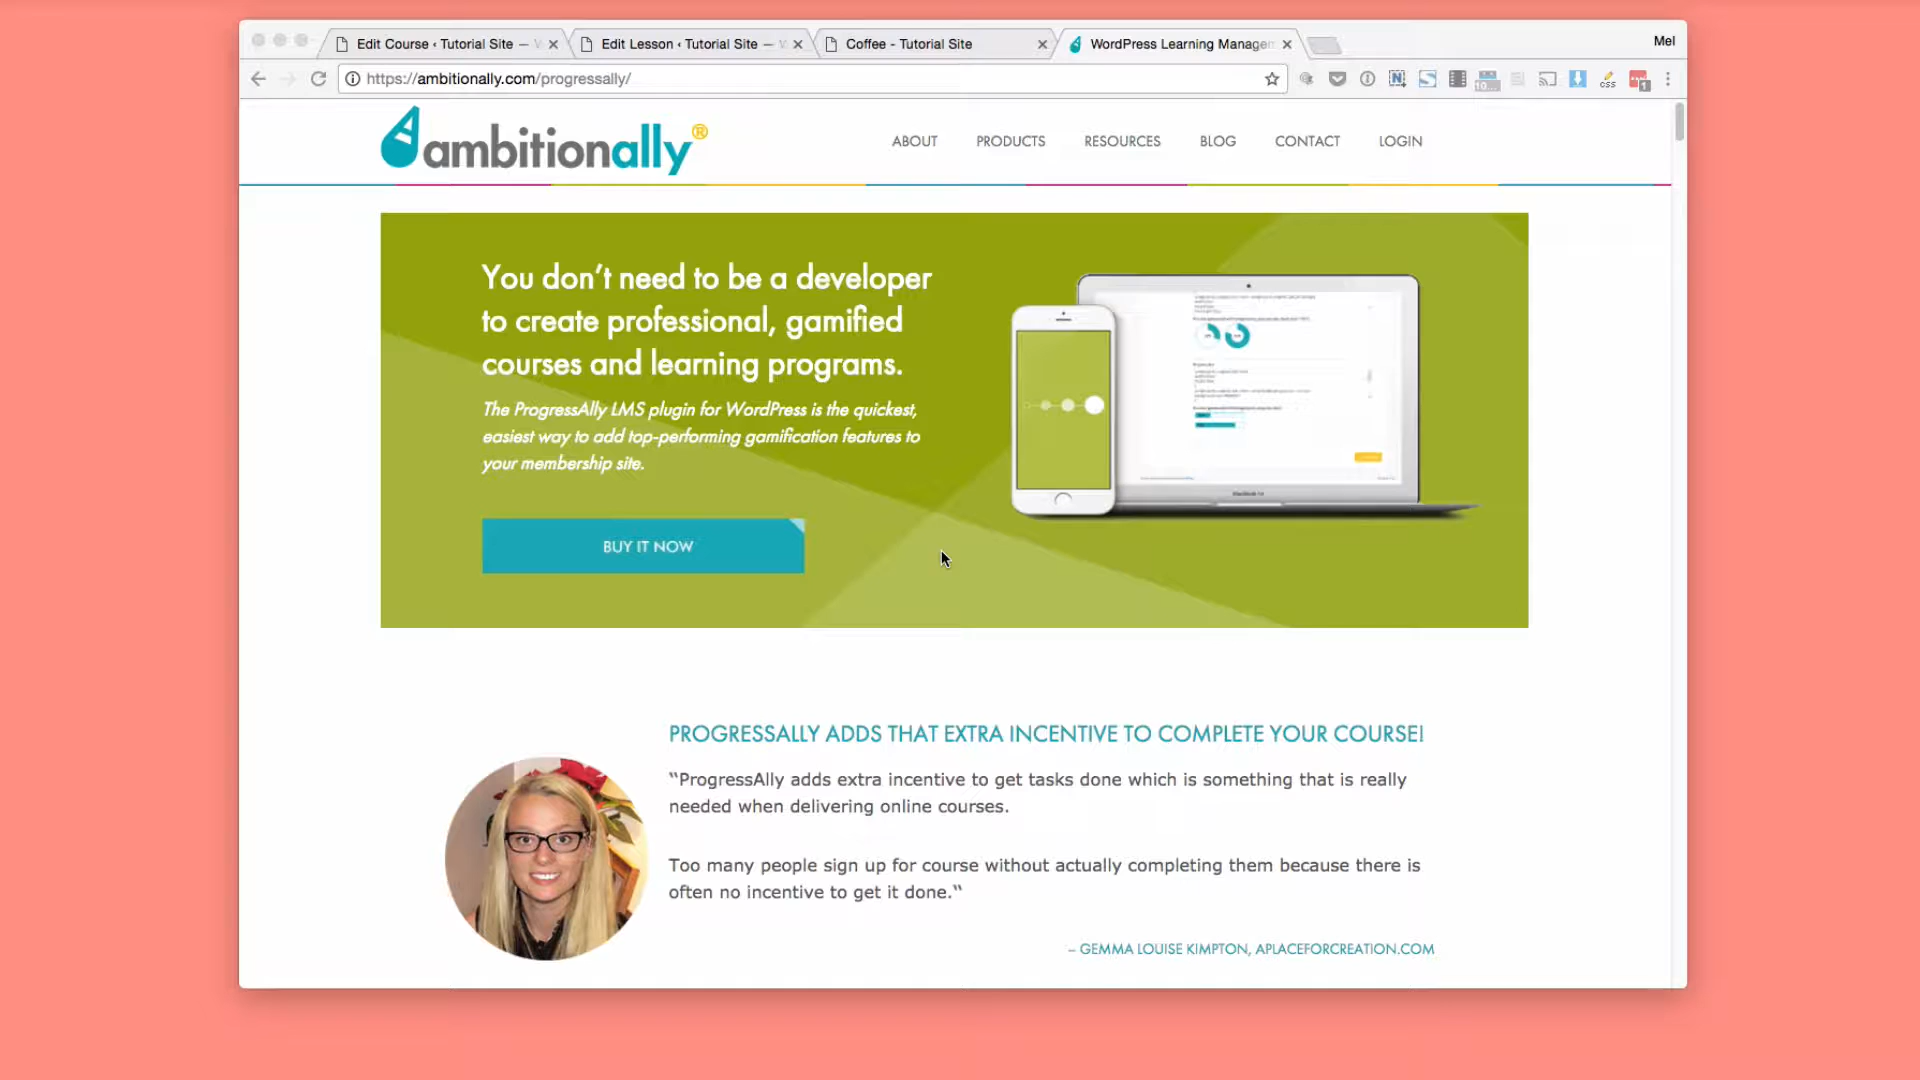 Edit Course ‹ Tutorial Site —
Edit Lesson ‹ Tutorial Site —
Coffee - Tutorial Site
WordPress Learning Manage
Mel
https://ambitionally.com/progressally/
css
ambitionally®
ABOUT
PRODUCTS
RESOURCES
BLOG
CONTACT
LOGIN
You don't need to be a developer
to create professional, gamified
courses and learning programs.
The ProgressAlly LMS plugin for WordPress is the quickest,
easiest way to add top-performing gamification features to
your membership site.
BUY IT NOW
PROGRESSALLY ADDS THAT EXTRA INCENTIVE TO COMPLETE YOUR COURSE!
"ProgressAlly adds extra incentive to get tasks done which is something that is really
needed when delivering online courses.
Too many people sign up for course without actually completing them because there is
often no incentive to get it done."
– GEMMA LOUISE KIMPTON, APLACEFORCREATION.COM